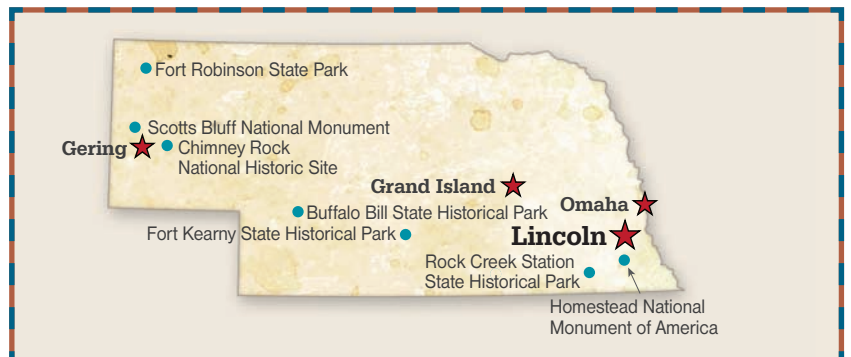 Fort Robinson State Park
Scotts Bluff National Monument
Gering
Chimney Rock
National Historic Site
Grand Island
Omaha
Buffalo Bill State Historical Park
Fort Kearny State Historical Park
Lincoln
Rock Creek Station
State Historical Park
Homestead National
Monument of America